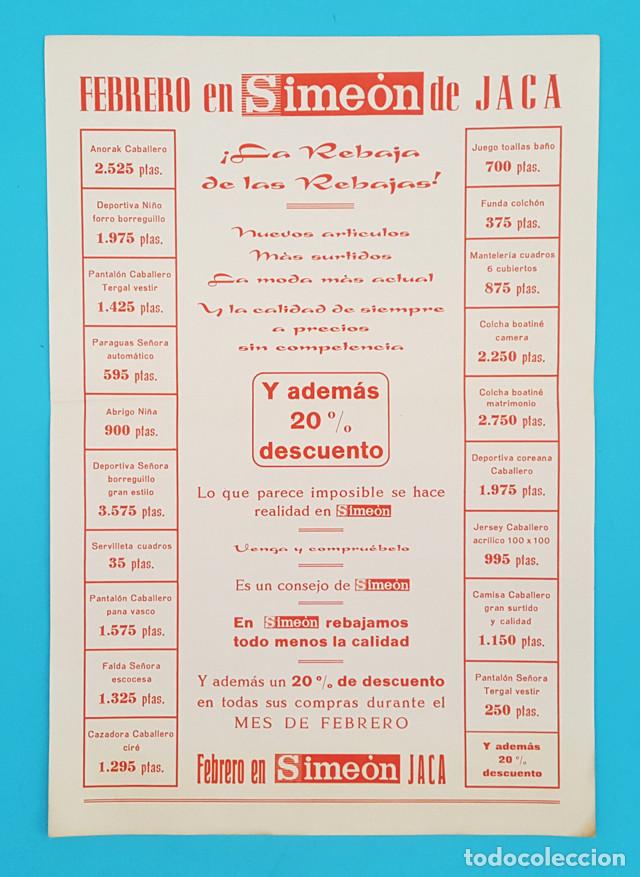 FEBRERO en Simeòn de JACA
Anorak Caballero
2.525 ptas.
Deportiva Niño
forro borreguillo
1.975 ptas.
Pantalón Caballero
Tergal vestir
1.425 ptas.
Paraguas Señora
automático
595 ptas.
Abrigo Niña
900 ptas.
Deportiva Señora
borreguillo
gran estilo
3.575 ptas.
Servilleta cuadros
35 ptas.
Pantalón Caballero
pana vasco
1.575 ptas.
Falda Señora
escocesa
1.325 ptas.
Cazadora Caballero
ciré
1.295 ptas.
¡La Rebaja
de las Rebajas!
Nuevos artículos
Más surtidos
La moda más actual
Y la calidad de siempre
a precios
sin competencia
Y además
20 %
descuento
Lo que parece imposible se hace
realidad en Simeòn
Venga y compruébelo
Es un consejo de Simeòn
En Simeòn rebajamos
todo menos la calidad
Y además un 20 % de descuento
en todas sus compras durante el
MES DE FEBRERO
Febrero en Simeòn JACA
Juego toallas baño
700 ptas.
Funda colchón
375 ptas.
Mantelería cuadros
6 cubiertos
875 ptas.
Colcha boatiné
camera
2.250 ptas.
Colcha boatiné
matrimonio
2.750 ptas.
Deportiva coreana
Caballero
1.975 ptas.
Jersey Caballero
acrílico 100 x 100
995 ptas.
Camisa Caballero
gran surtido
y calidad
1.150 ptas.
Pantalón Señora
Tergal vestir
250 ptas.
Y además
20 %
descuento
todocoleccion